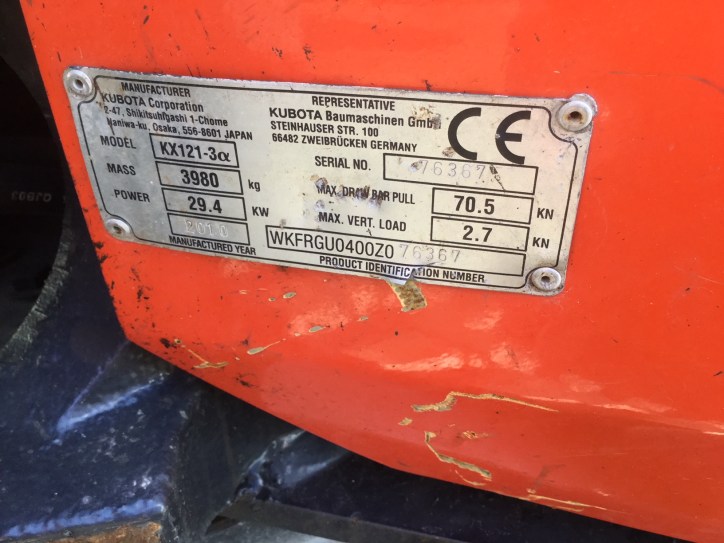 MANUFACTURER
KUBOTA Corporation
2-47, Shikitsuhigashi 1-Chome
Naniwa-ku, Osaka, 556-8601 JAPAN
MODEL KX121-3α
MASS 3980 kg
POWER 29.4 KW
2010
MANUFACTURED YEAR
REPRESENTATIVE
KUBOTA Baumaschinen GmbH
STEINHAUSER STR. 100
66482 ZWEIBRÜCKEN GERMANY
CE
SERIAL NO. 76367
MAX. DRAW BAR PULL 70.5 KN
MAX. VERT. LOAD 2.7 KN
WKFRGU0400Z076367
PRODUCT IDENTIFICATION NUMBER